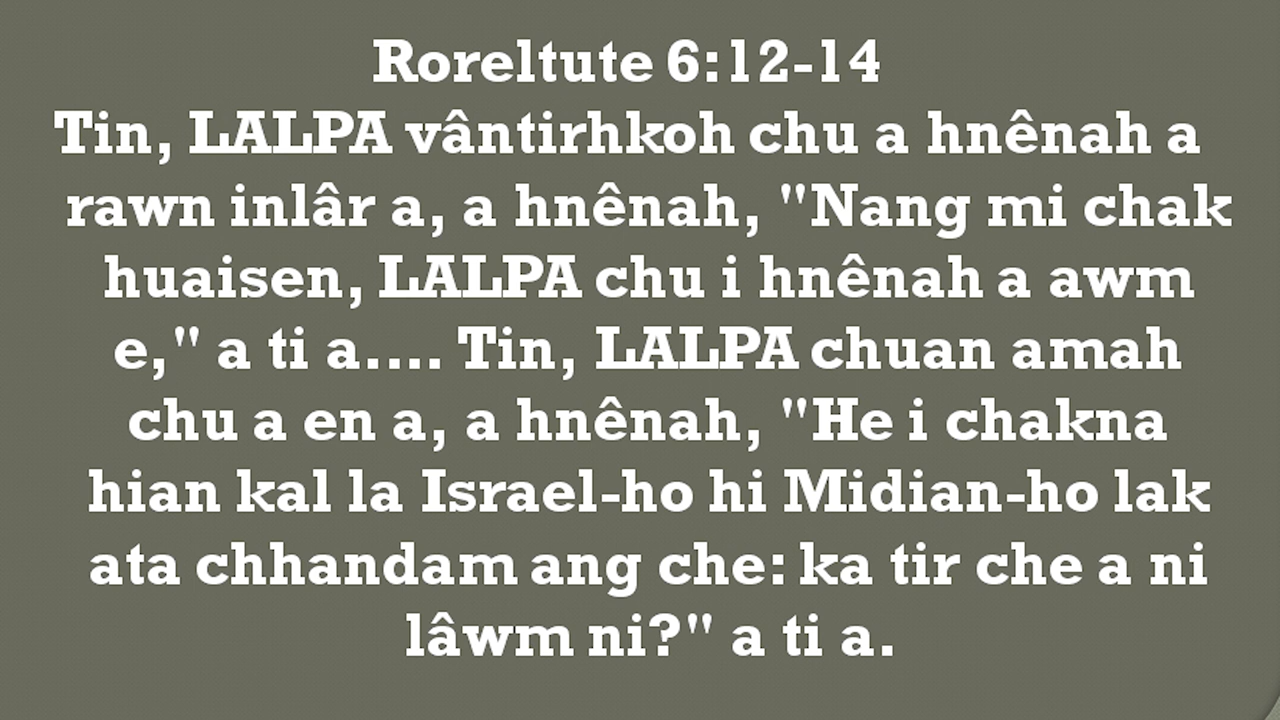 Roreltute 6:12-14
Tin, LALPA vântirhkoh chu a hnênah a
rawn inlâr a, a hnênah, "Nang mi chak
huaisen, LALPA chu i hnênah a awm
e," a ti a.... Tin, LALPA chuan amah
chu a en a, a hnênah, "He i chakna
hian kal la Israel-ho hi Midian-ho lak
ata chhandam ang che: ka tir che a ni
lâwm ni?" a ti a.